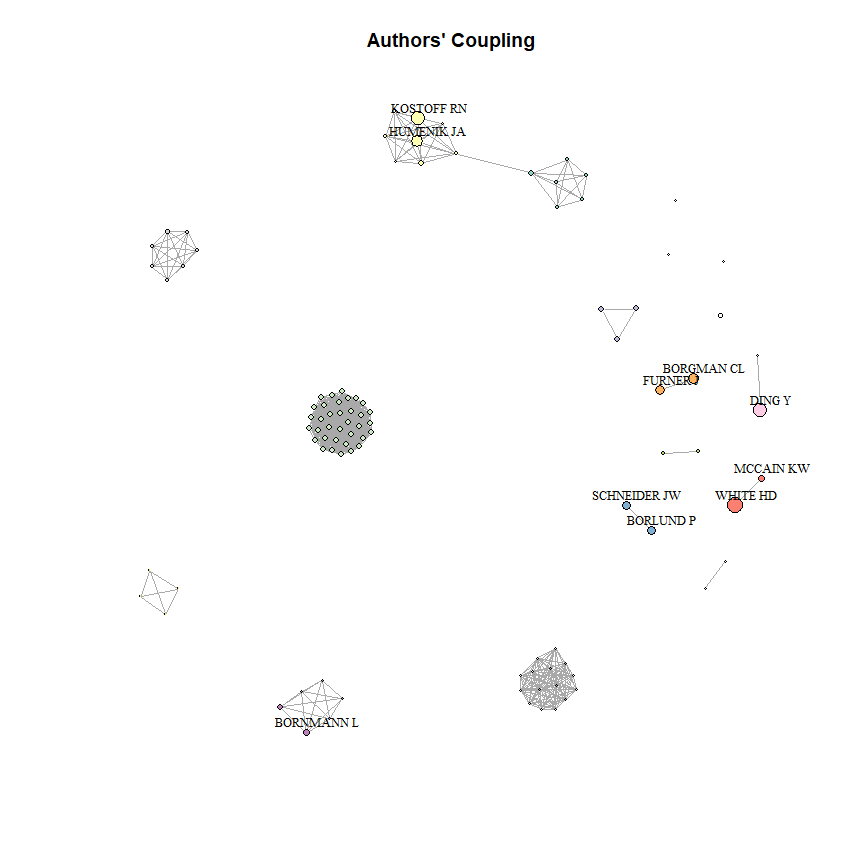 Authors' Coupling
KOSTOFF RN
HUMENIK JA
BORGMAN CL
FURNER J
DING Y
MCCAIN KW
SCHNEIDER JW
WHITE HD
BORLUND P
BORNMANN L